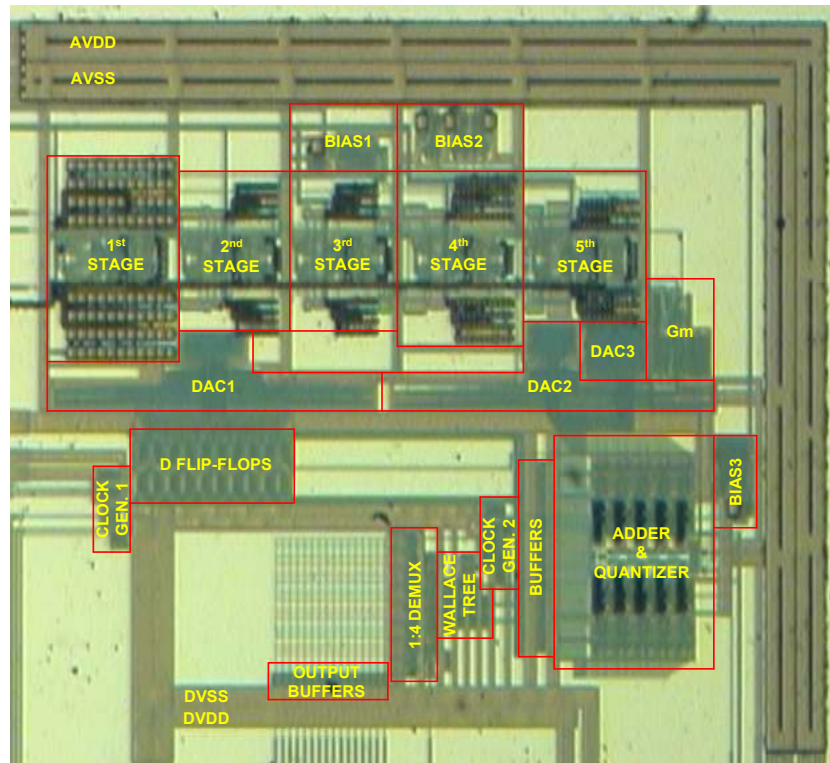 AVDD
AVSS
BIAS1
BIAS2
1st
STAGE
2nd
STAGE
3rd
STAGE
4th
STAGE
5th
STAGE
Gm
DAC3
DAC1
DAC2
D FLIP-FLOPS
CLOCK
GEN. 1
CLOCK
GEN. 2
BUFFERS
ADDER
&
QUANTIZER
BIAS3
1:4 DEMUX
WALLACE
TREE
OUTPUT
BUFFERS
DVSS
DVDD